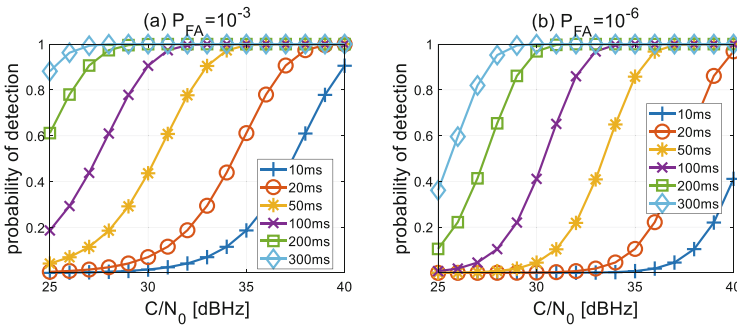 (a) P_FA=10^-3
probability of detection
1
0.8
0.6
0.4
0.2
25 30 35 40
C/N_0 [dBHz]
10ms
20ms
50ms
100ms
200ms
300ms
(b) P_FA=10^-6
probability of detection
1
0.8
0.6
0.4
0.2
25 30 35 40
C/N_0 [dBHz]
10ms
20ms
50ms
100ms
200ms
300ms